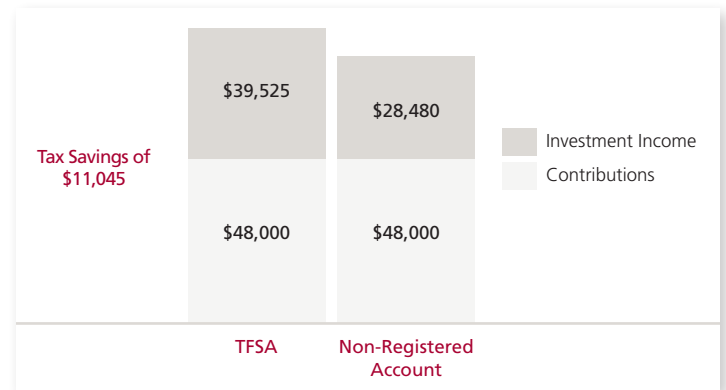 Tax Savings of
$11,045
$39,525
$28,480
$48,000
$48,000
Investment Income
Contributions
TFSA
Non-Registered
Account